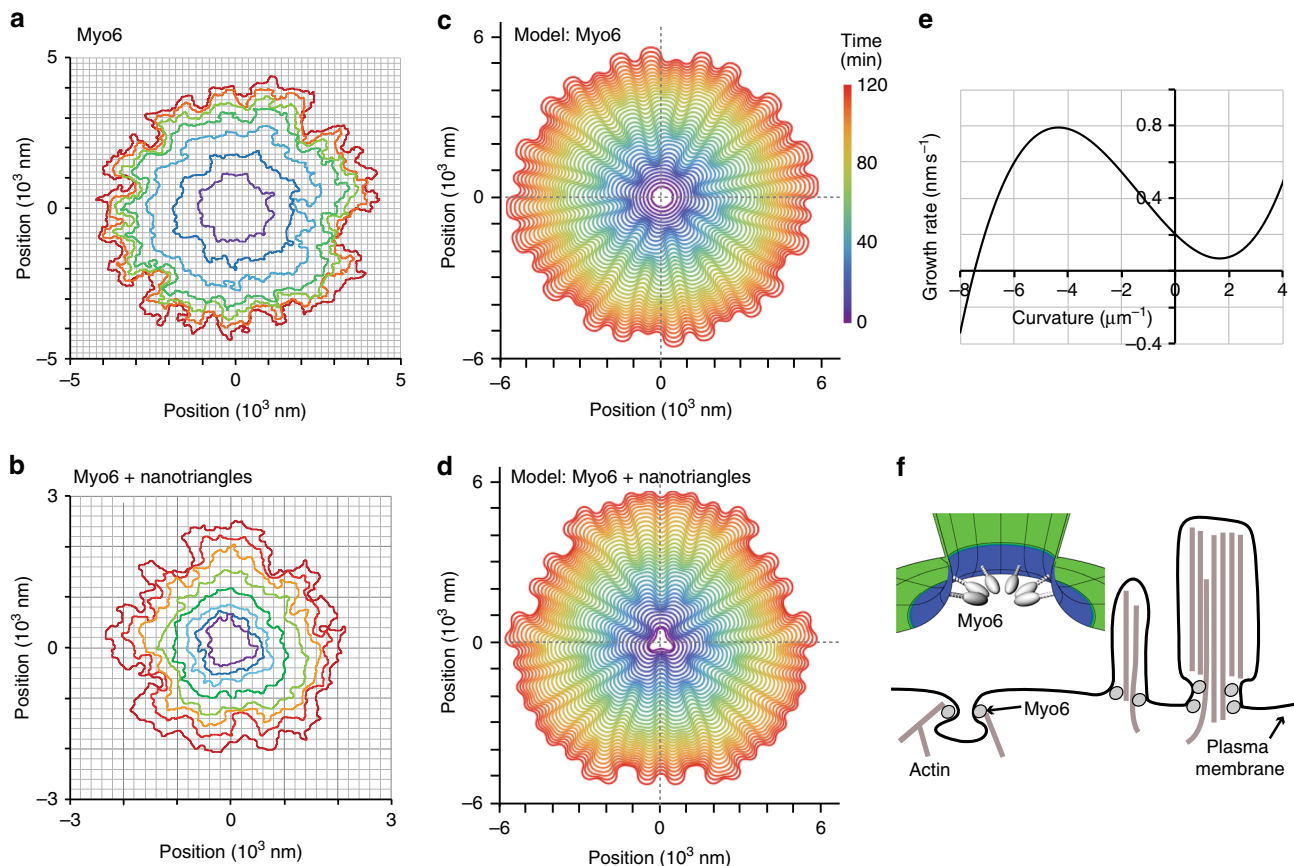 a
Myo6
5
0
−5
−5
0
5
Position (10³ nm)
Position (10³ nm)
c
Model: Myo6
6
0
−6
−6
0
6
Position (10³ nm)
Position (10³ nm)
Time
(min)
120
80
40
0
e
0.8
0.4
−0.4
−8
−6
−4
−2
0
2
4
Growth rate (nm s⁻¹)
Curvature (μm⁻¹)
b
Myo6 + nanotriangles
3
0
−3
−3
0
3
Position (10³ nm)
Position (10³ nm)
d
Model: Myo6 + nanotriangles
6
0
−6
−6
0
6
Position (10³ nm)
Position (10³ nm)
f
Myo6
Myo6
Actin
Plasma
membrane